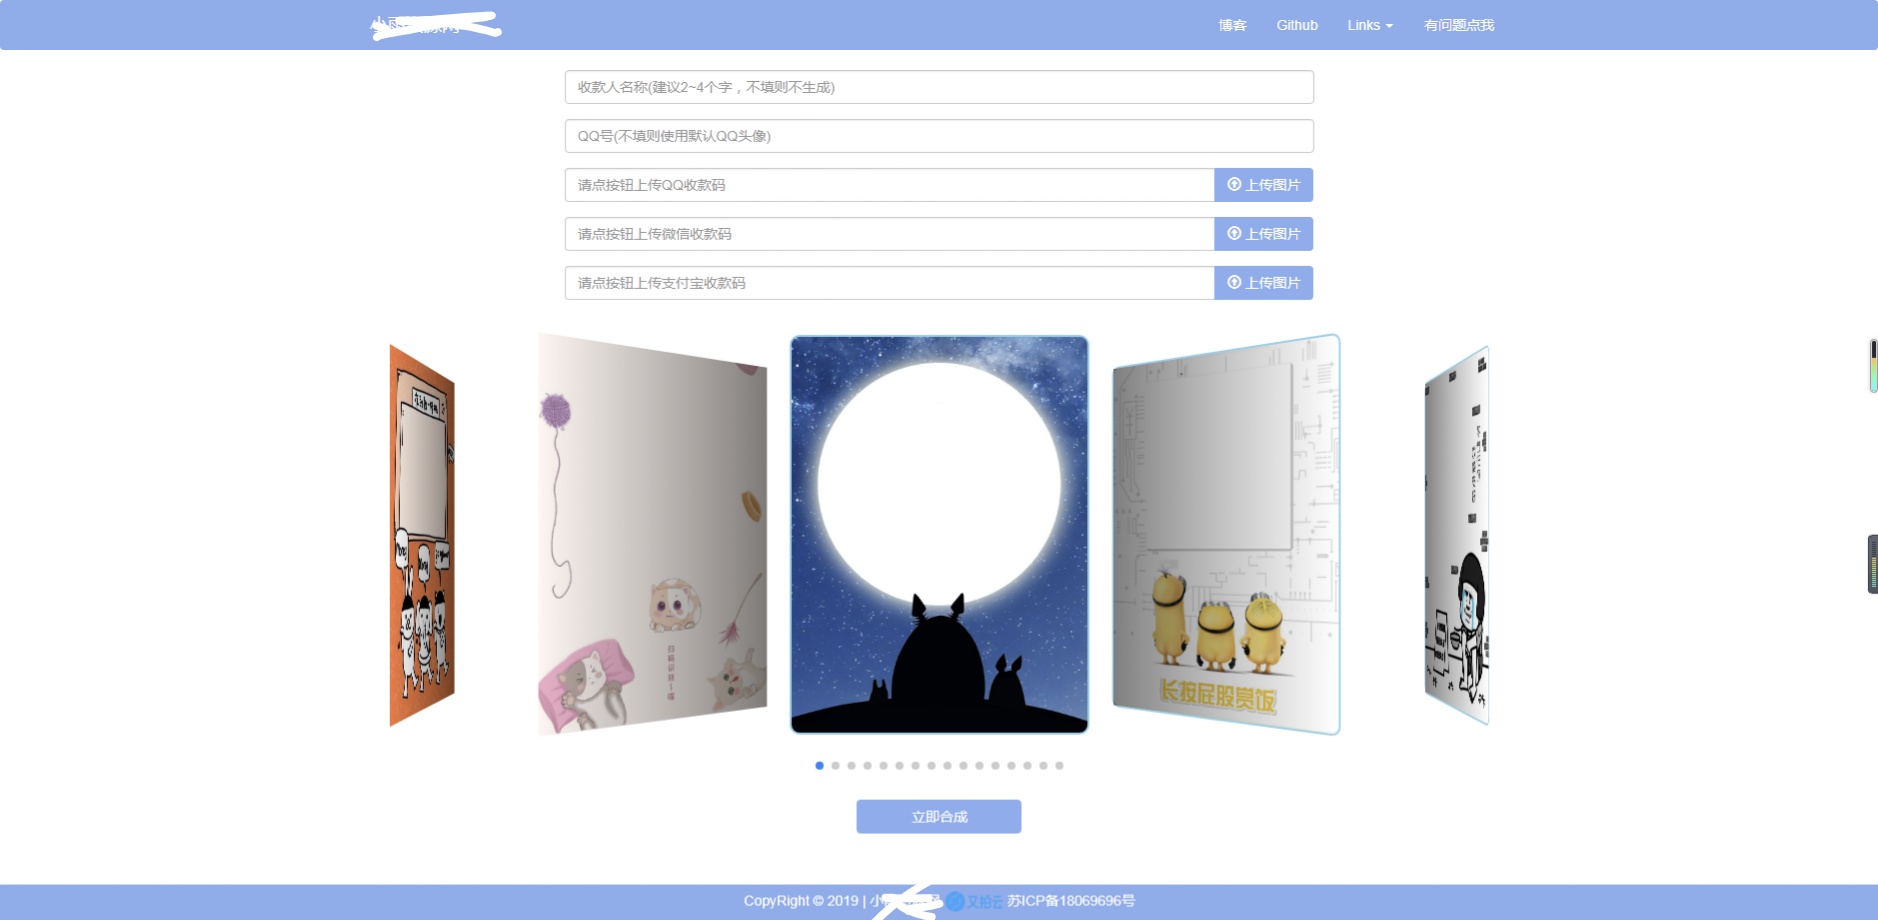 博客 Github Links 有问题点我
收款人名称(建议2~4个字，不填则不生成)
QQ号(不填则使用默认QQ头像)
请点按钮上传QQ收款码 上传图片
请点按钮上传微信收款码 上传图片
请点按钮上传支付宝收款码 上传图片
长按屁股赏饭
立即合成
CopyRight © 2019 | 小 又拍云 苏ICP备18069696号